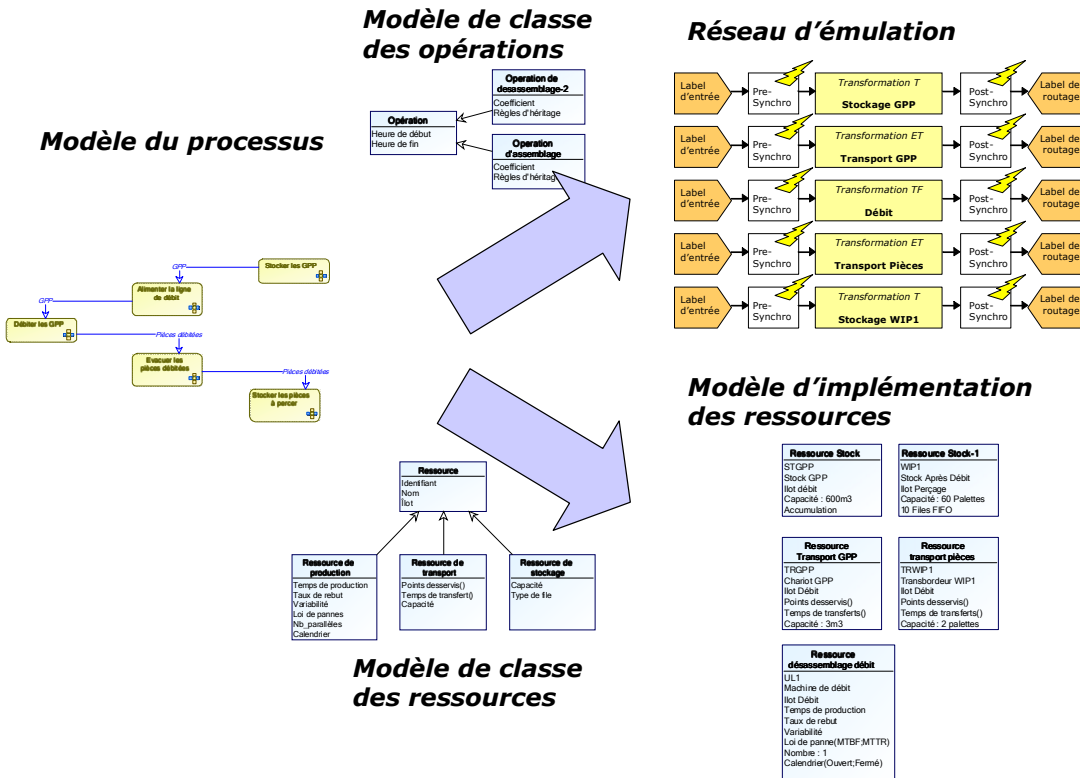 Modèle de classe
des opérations
Réseau d’émulation
Modèle du processus
Operation de
desassemblage-2
Coefficient
Règles d'héritage
Opération
Heure de début
Heure de fin
Operation
d'assemblage
Coefficient
Règles d'héritage
Label
d’entrée
Pre-
Synchro
Transformation T
Stockage GPP
Post-
Synchro
Label de
routage
Label
d’entrée
Pre-
Synchro
Transformation ET
Transport GPP
Post-
Synchro
Label de
routage
Label
d’entrée
Pre-
Synchro
Transformation TF
Débit
Post-
Synchro
Label de
routage
Label
d’entrée
Pre-
Synchro
Transformation ET
Transport Pièces
Post-
Synchro
Label de
routage
Label
d’entrée
Pre-
Synchro
Transformation T
Stockage WIP1
Post-
Synchro
Label de
routage
Stocker les GPP
GPP
Alimenter la ligne
de débit
GPP
Débiter les GPP
Pièces débitées
Evacuer les
pièces débitées
Pièces débitées
Stocker les pièces
à percer
Modèle d’implémentation
des ressources
Ressource
Identifiant
Nom
Îlot
Ressource de
production
Temps de production
Taux de rebut
Variabilité
Loi de pannes
Nb_parallèles
Calendrier
Ressource de
transport
Points desservis()
Temps de transfert()
Capacité
Ressource de
stockage
Capacité
Type de file
Modèle de classe
des ressources
Ressource Stock
STGPP
Stock GPP
Ilot débit
Capacité : 600m3
Accumulation
Ressource Stock-1
WIP1
Stock Après Débit
Ilot Perçage
Capacité : 60 Palettes
10 Files FIFO
Ressource
Transport GPP
TRGPP
Chariot GPP
Ilot Débit
Points desservis()
Temps de transferts()
Capacité : 3m3
Ressource
transport pièces
TRWIP1
Transbordeur WIP1
Ilot Débit
Points desservis()
Temps de transferts()
Capacité : 2 palettes
Ressource
désassemblage débit
UL1
Machine de débit
Ilot Débit
Temps de production
Taux de rebut
Variabilité
Loi de panne(MTBF;MTTR)
Nombre : 1
Calendrier(Ouvert;Fermé)